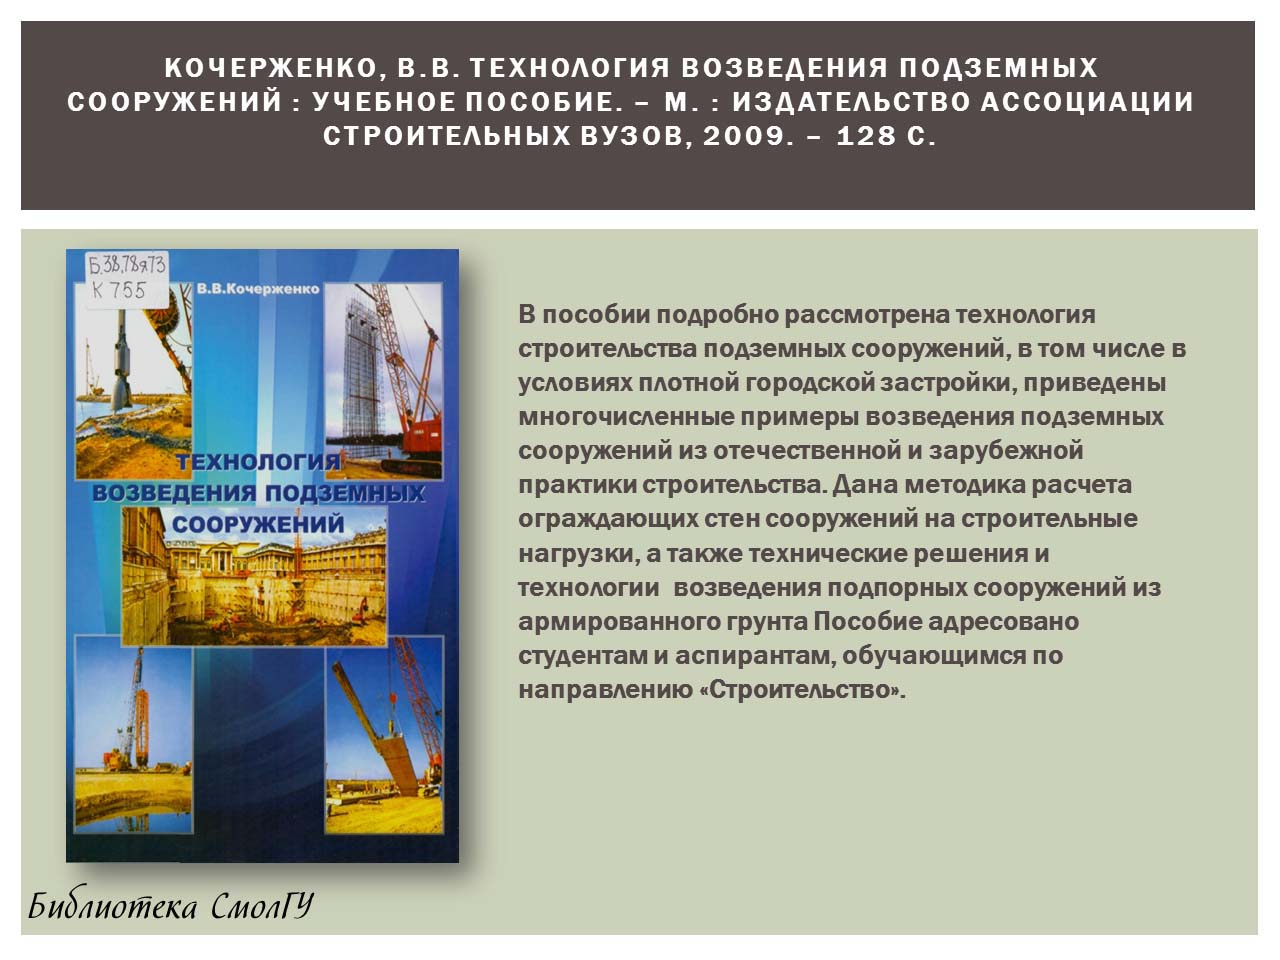 КОЧЕРЖЕНКО, В.В. ТЕХНОЛОГИЯ ВОЗВЕДЕНИЯ ПОДЗЕМНЫХ
СООРУЖЕНИЙ : УЧЕБНОЕ ПОСОБИЕ. – М. : ИЗДАТЕЛЬСТВО АССОЦИАЦИИ
СТРОИТЕЛЬНЫХ ВУЗОВ, 2009. – 128 С.
Б.38,78я73
К 755
В.В.Кочерженко
ТЕХНОЛОГИЯ
ВОЗВЕДЕНИЯ ПОДЗЕМНЫХ
СООРУЖЕНИЙ
В пособии подробно рассмотрена технология
строительства подземных сооружений, в том числе в
условиях плотной городской застройки, приведены
многочисленные примеры возведения подземных
сооружений из отечественной и зарубежной
практики строительства. Дана методика расчета
ограждающих стен сооружений на строительные
нагрузки, а также технические решения и
технологии  возведения подпорных сооружений из
армированного грунта Пособие адресовано
студентам и аспирантам, обучающимся по
направлению «Строительство».
Библиотека СмолГУ